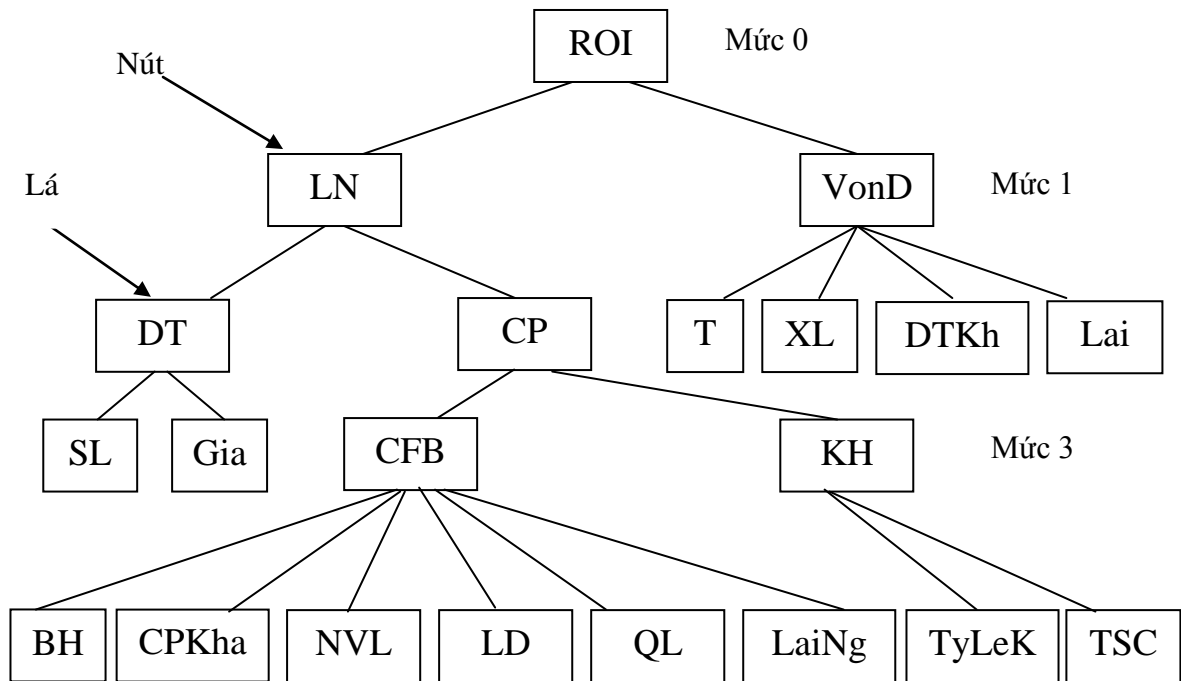 ROI Mức 0
Nút
LN VonD Mức 1
Lá
DT CP T XL DTKh Lai
SL Gia CFB KH Mức 3
BH CPKha NVL LD QL LaiNg TyLeK TSC